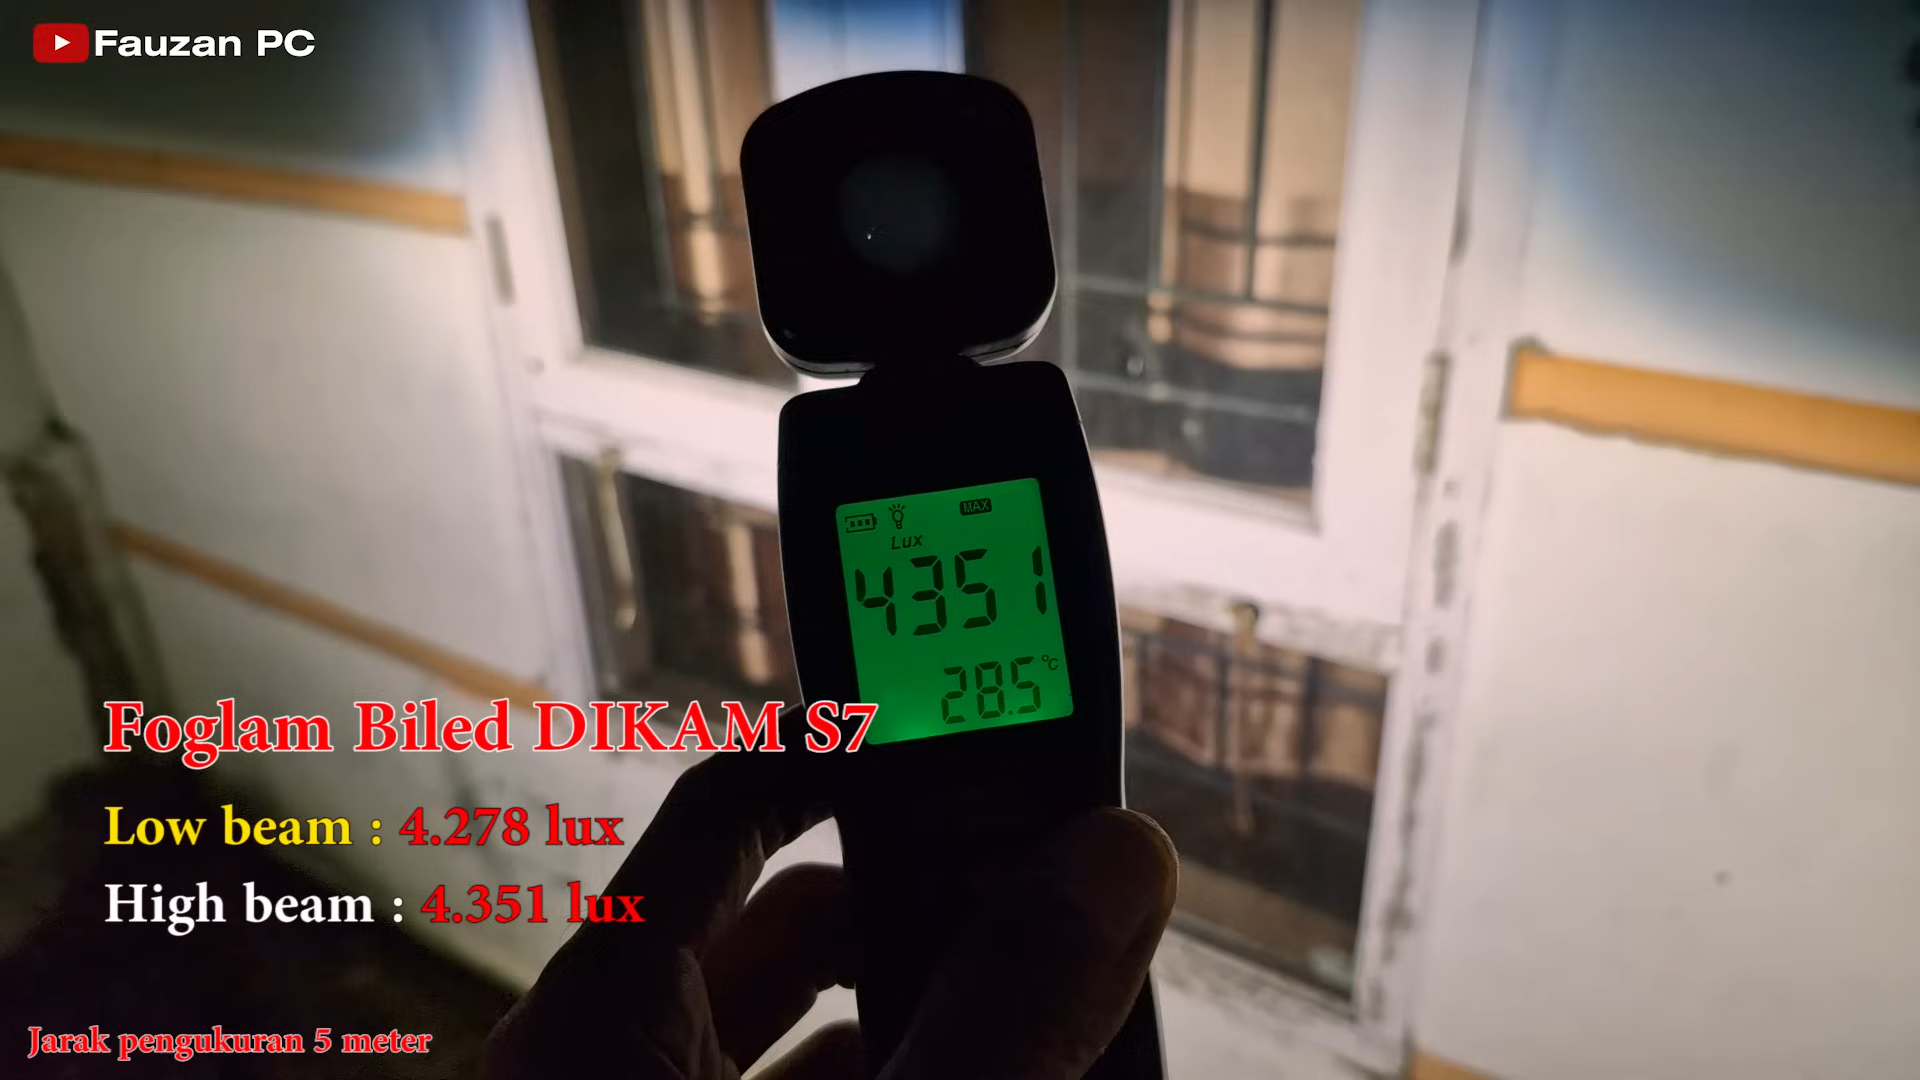 Fauzan PC
MAX
Lux
4351
28.5 °C
Foglam Biled DIKAM S7
Low beam : 4.278 lux
High beam : 4.351 lux
Jarak pengukuran 5 meter